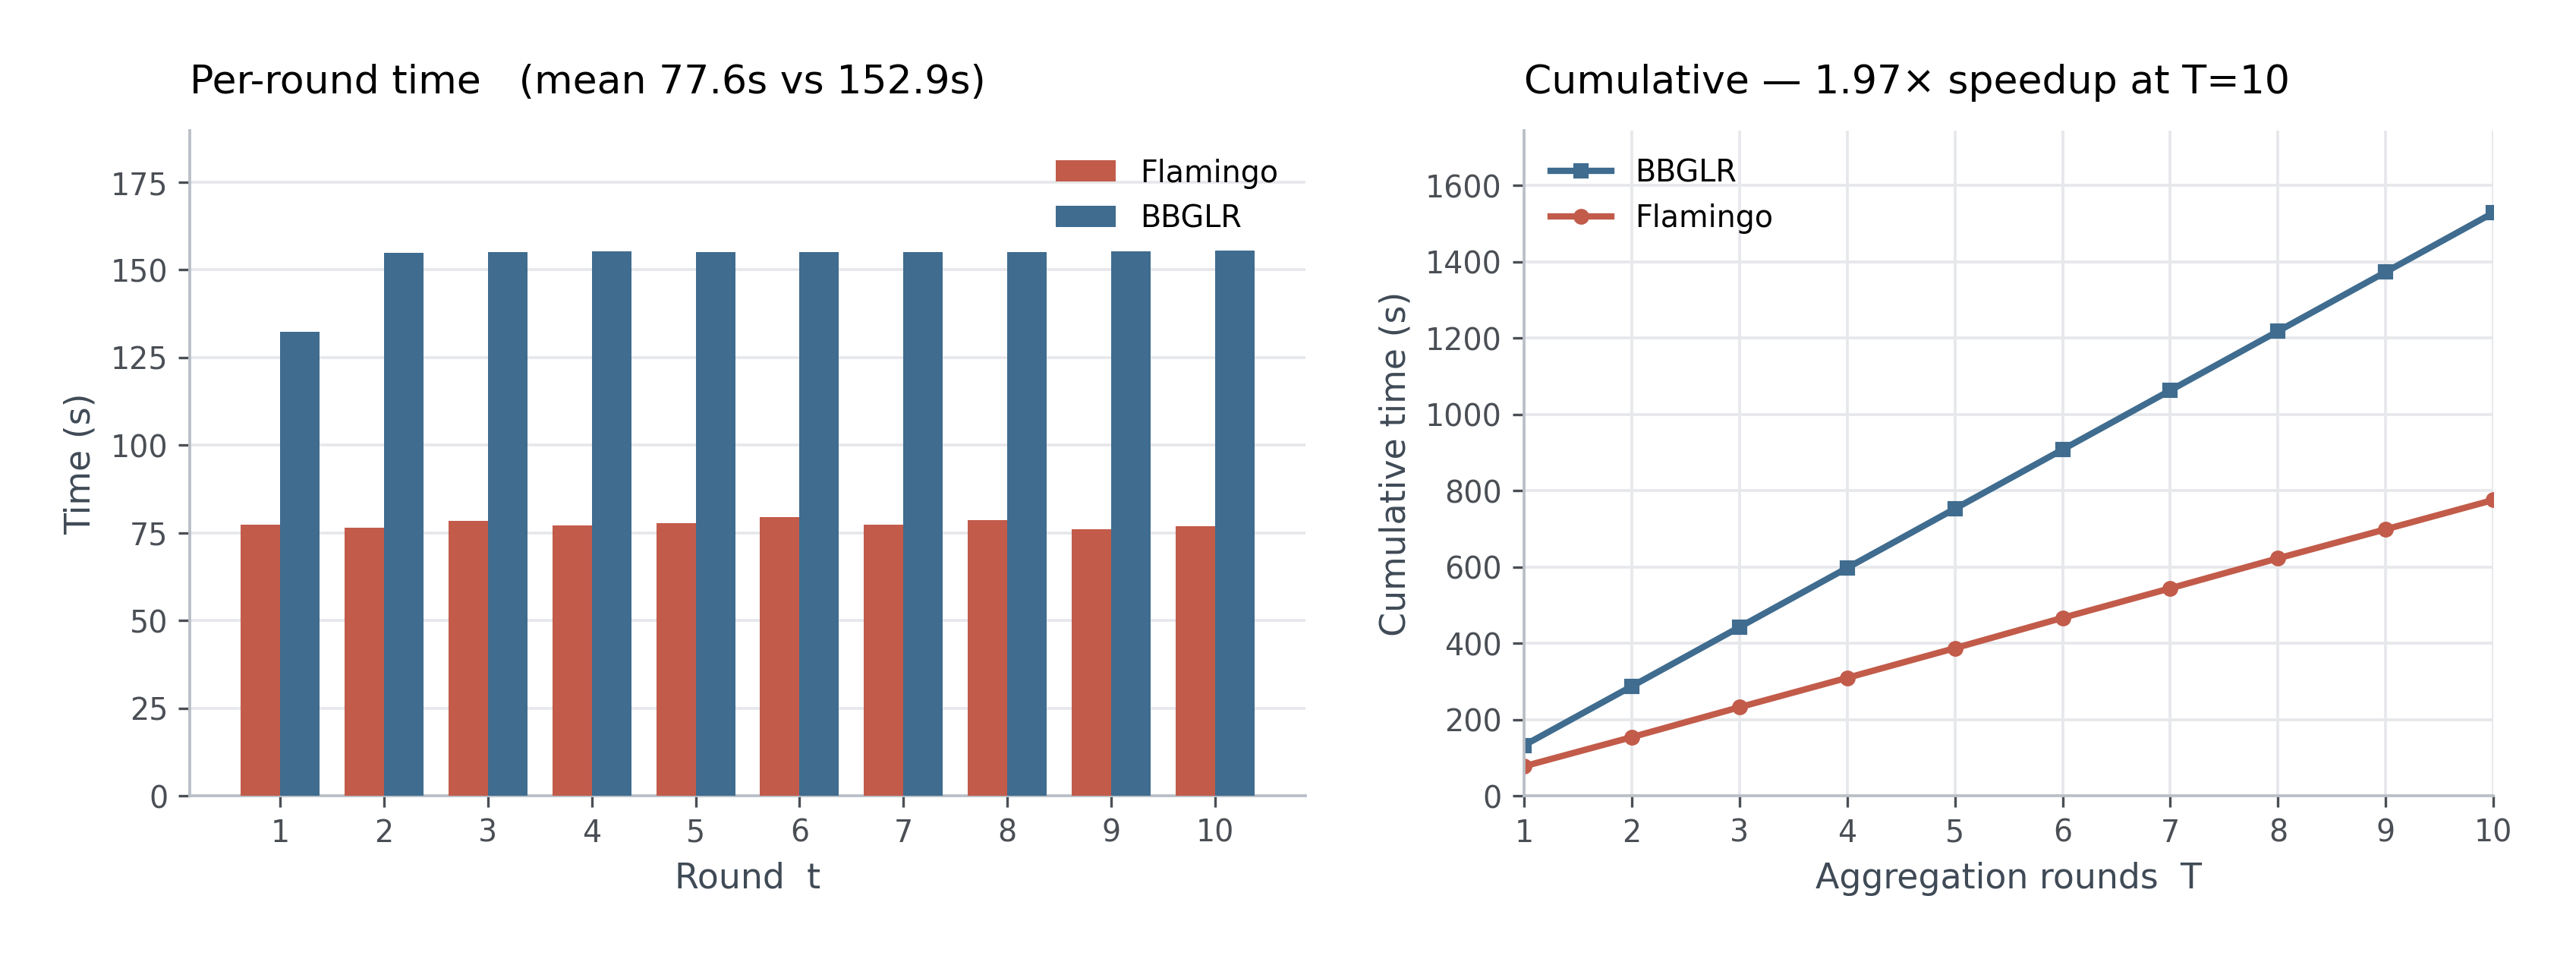 Per-round time (mean 77.6s vs 152.9s)
Flamingo
BBGLR
175
150
125
100
75
50
25
0
Time (s)
1 2 3 4 5 6 7 8 9 10
Round t
Cumulative — 1.97× speedup at T=10
BBGLR
Flamingo
1600
1400
1200
1000
800
600
400
200
0
Cumulative time (s)
1 2 3 4 5 6 7 8 9 10
Aggregation rounds T